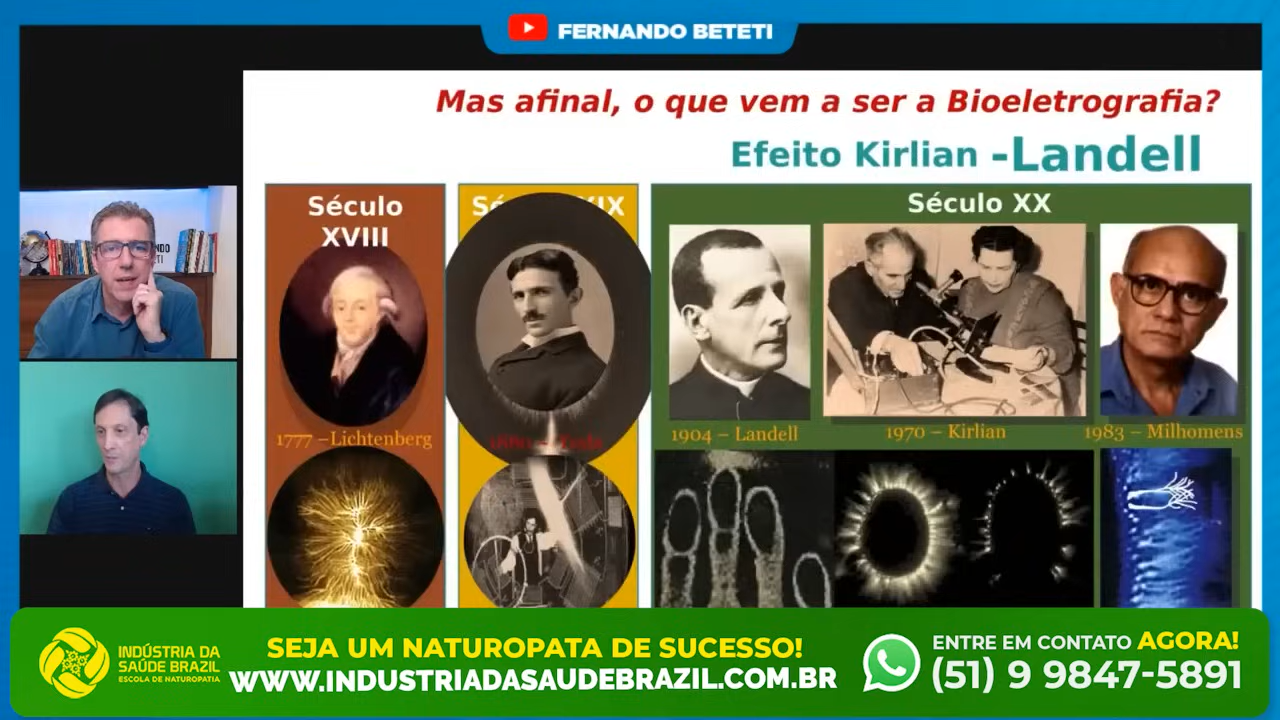 FERNANDO BETETI
Mas afinal, o que vem a ser a Bioeletrografia?
Efeito Kirlian -Landell
Século
XVIII
1777 –Lichtenberg
XIX
Século XX
1904 – Landell
1970 – Kirlian
1983 – Milhomens
INDÚSTRIA DA
SAÚDE BRAZIL
ESCOLA DE NATUROPATIA
SEJA UM NATUROPATA DE SUCESSO!
WWW.INDUSTRIADASAUDEBRAZIL.COM.BR
ENTRE EM CONTATO AGORA!
(51) 9 9847-5891